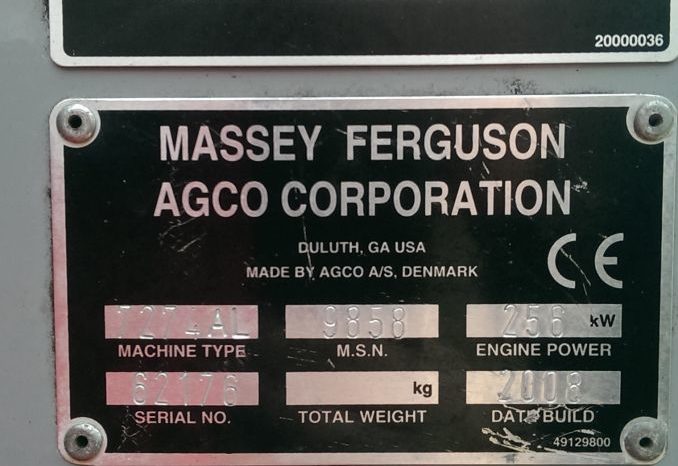 20000036
MASSEY FERGUSON
AGCO CORPORATION
DULUTH, GA USA
MADE BY AGCO A/S, DENMARK
CE
7274AL 9858 256 kW
MACHINE TYPE M.S.N. ENGINE POWER
62176 kg 2008
SERIAL NO. TOTAL WEIGHT DATE BUILD
49129800